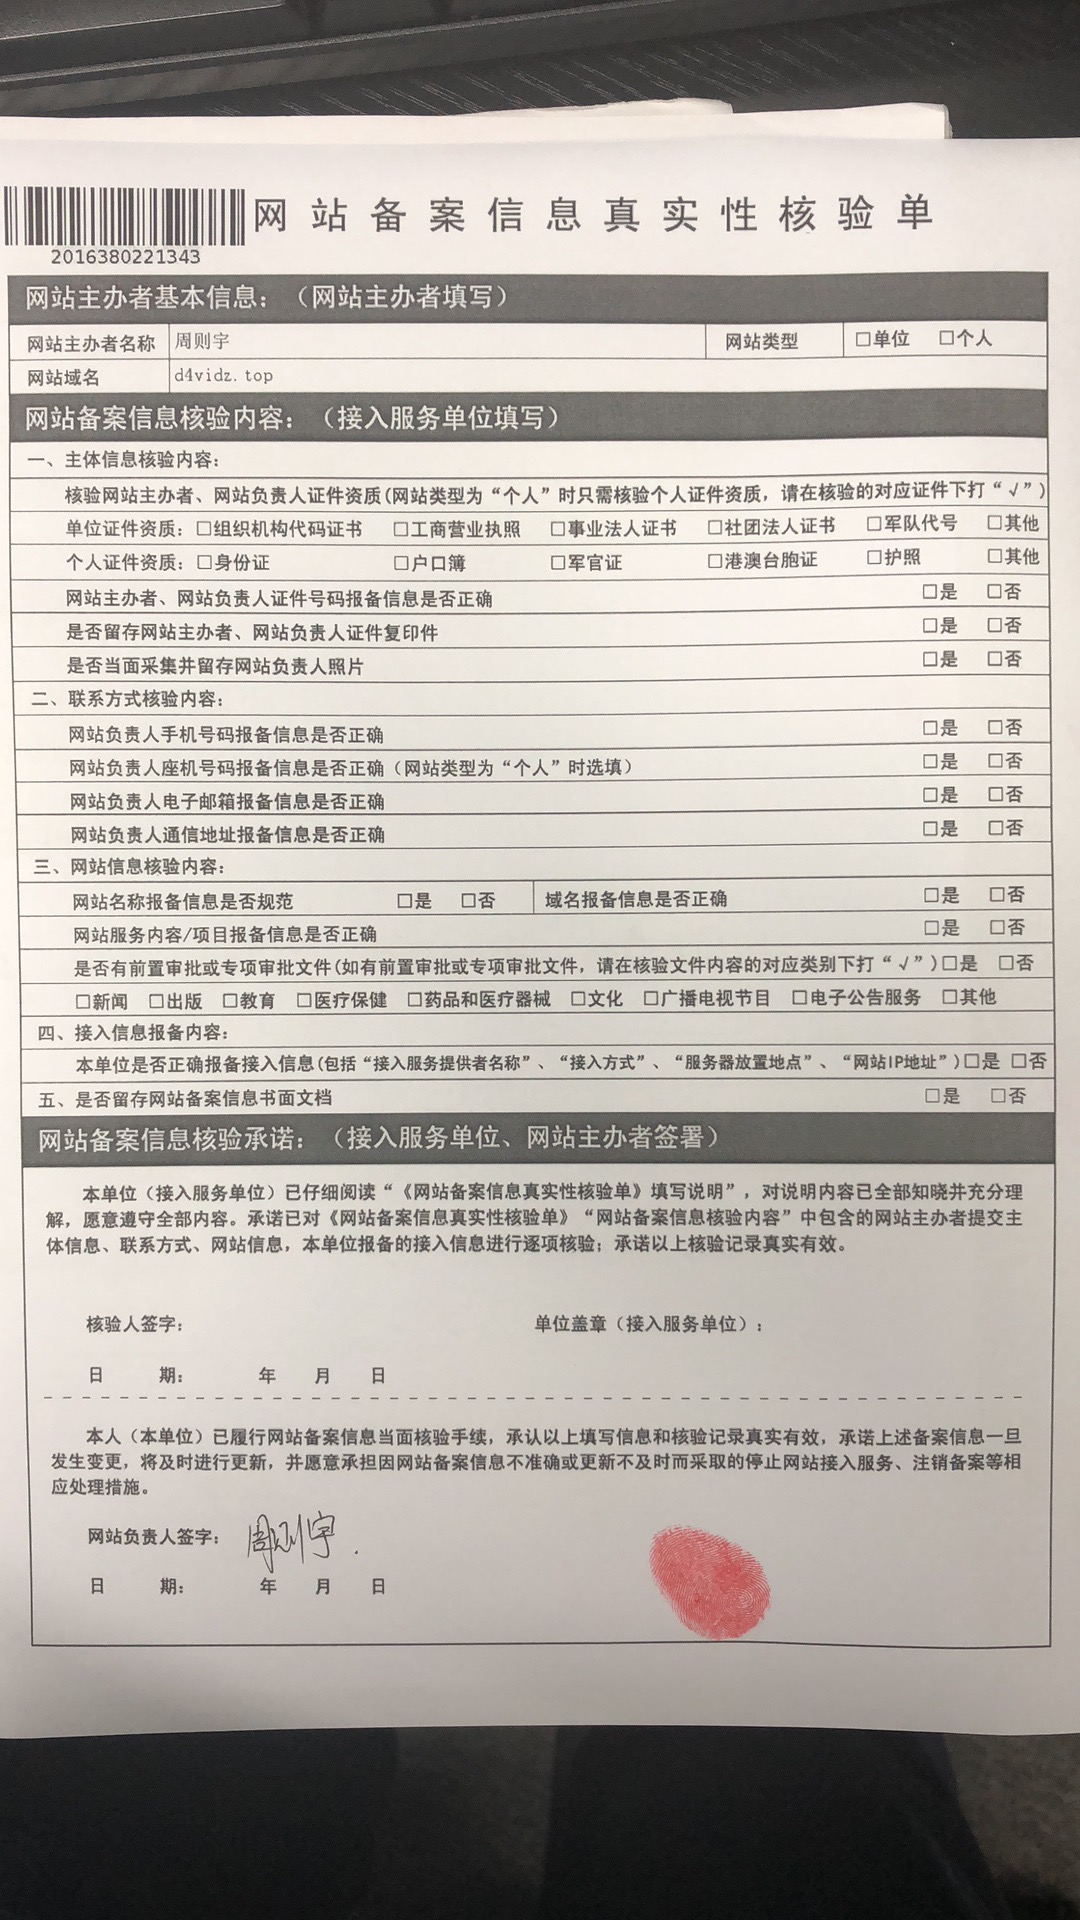 网站备案信息真实性核验单
2016380221343
网站主办者基本信息：（网站主办者填写）
网站主办者名称 周则宇 网站类型 □单位 □个人
网站域名 d4vidz.top
网站备案信息核验内容：（接入服务单位填写）
一、主体信息核验内容：
核验网站主办者、网站负责人证件资质(网站类型为“个人”时只需核验个人证件资质，请在核验的对应证件下打“√”)
单位证件资质：□组织机构代码证书 □工商营业执照 □事业法人证书 □社团法人证书 □军队代号 □其他
个人证件资质：□身份证 □户口簿 □军官证 □港澳台胞证 □护照 □其他
网站主办者、网站负责人证件号码报备信息是否正确 □是 □否
是否留存网站主办者、网站负责人证件复印件 □是 □否
是否当面采集并留存网站负责人照片 □是 □否
二、联系方式核验内容：
网站负责人手机号码报备信息是否正确 □是 □否
网站负责人座机号码报备信息是否正确（网站类型为“个人”时选填） □是 □否
网站负责人电子邮箱报备信息是否正确 □是 □否
网站负责人通信地址报备信息是否正确 □是 □否
三、网站信息核验内容：
网站名称报备信息是否规范 □是 □否 域名报备信息是否正确 □是 □否
网站服务内容/项目报备信息是否正确 □是 □否
是否有前置审批或专项审批文件(如有前置审批或专项审批文件，请在核验文件内容的对应类别下打“√”)□是 □否
□新闻 □出版 □教育 □医疗保健 □药品和医疗器械 □文化 □广播电视节目 □电子公告服务 □其他
四、接入信息报备内容：
本单位是否正确报备接入信息(包括“接入服务提供者名称”、“接入方式”、“服务器放置地点”、“网站IP地址”)□是 □否
五、是否留存网站备案信息书面文档 □是 □否
网站备案信息核验承诺：（接入服务单位、网站主办者签署）
本单位（接入服务单位）已仔细阅读“《网站备案信息真实性核验单》填写说明”，对说明内容已全部知晓并充分理
解，愿意遵守全部内容。承诺已对《网站备案信息真实性核验单》“网站备案信息核验内容”中包含的网站主办者提交主
体信息、联系方式、网站信息，本单位报备的接入信息进行逐项核验；承诺以上核验记录真实有效。
核验人签字： 单位盖章（接入服务单位）：
日 期： 年 月 日
本人（本单位）已履行网站备案信息当面核验手续，承认以上填写信息和核验记录真实有效，承诺上述备案信息一旦
发生变更，将及时进行更新，并愿意承担因网站备案信息不准确或更新不及时而采取的停止网站接入服务、注销备案等相
应处理措施。
网站负责人签字： 周则宇.
日 期： 年 月 日